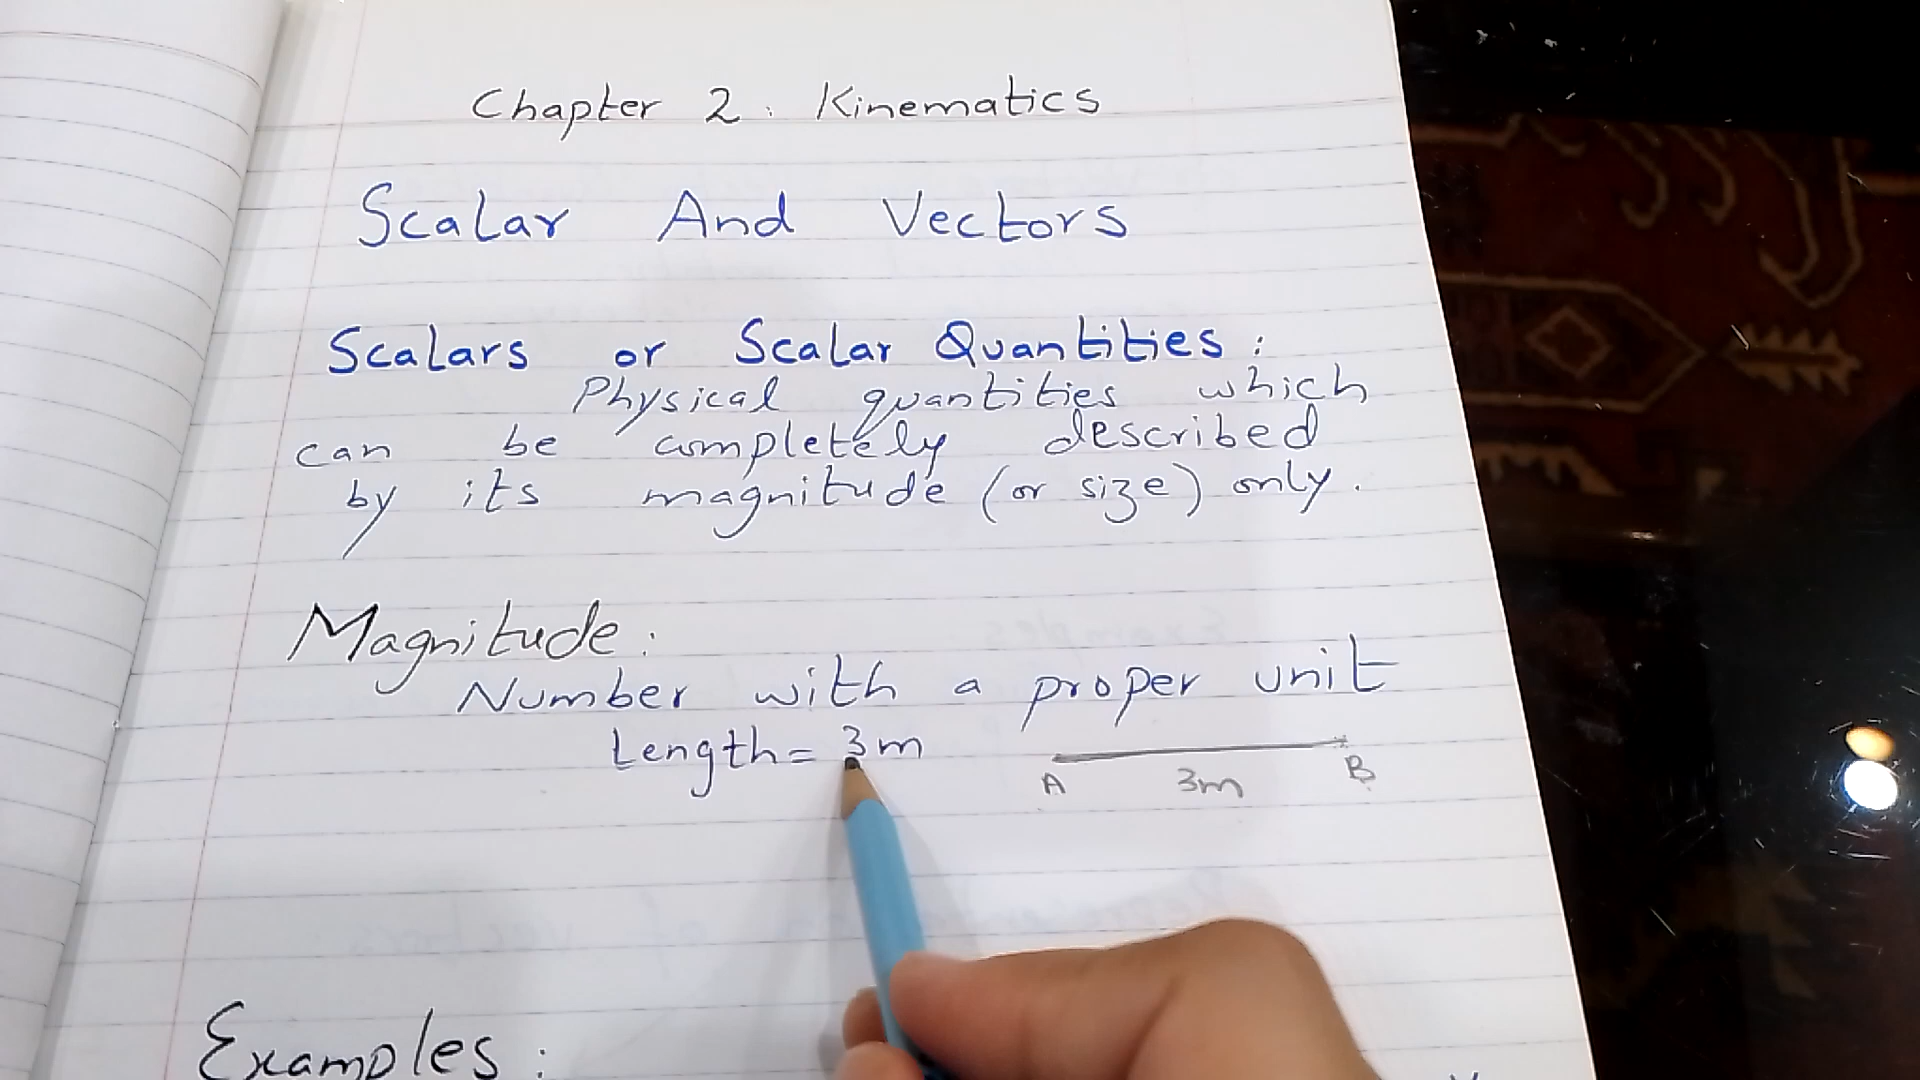 Chapter 2 : Kinematics
Scalar And Vectors
Scalars or Scalar Quantities :
Physical quantities which
can be completely described
by its magnitude (or size) only.
Magnitude :
Number with a proper unit
Length = 3m
A 3m B
Examples :